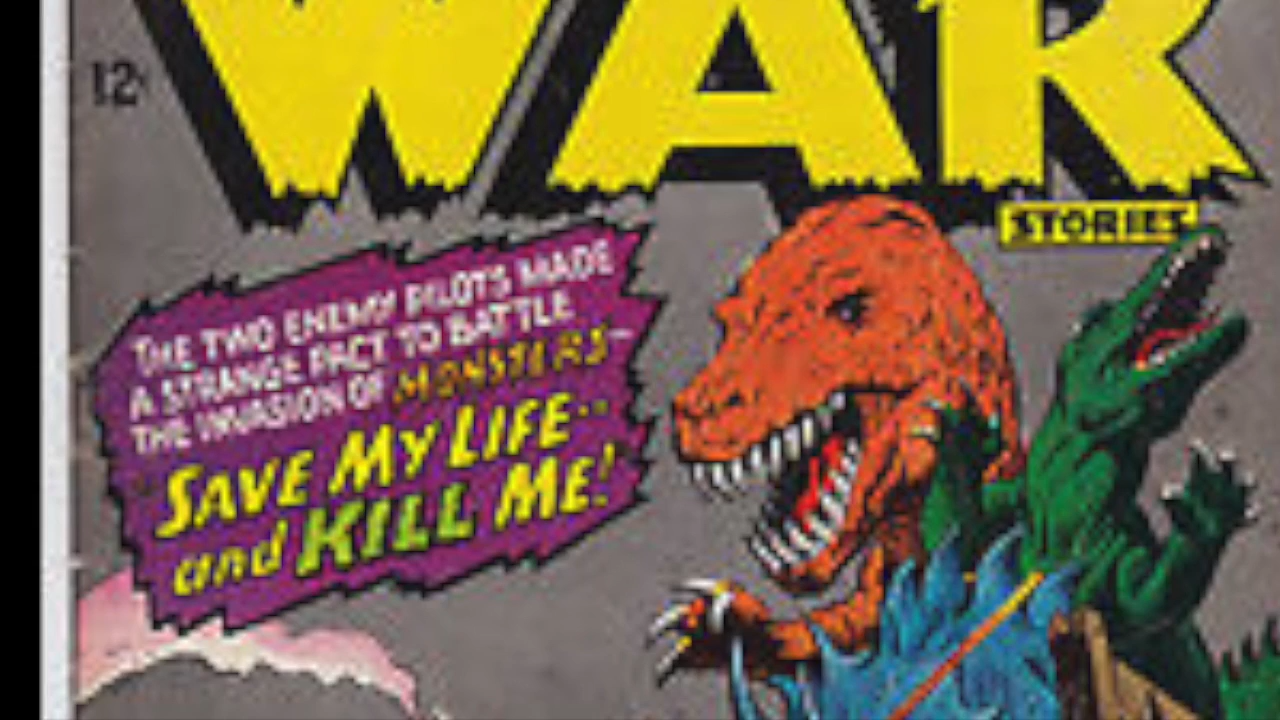 WAR
12¢
STORIES
THE TWO ENEMY PILOTS MADE
A STRANGE PACT TO BATTLE
THE INVASION OF MONSTERS–
SAVE MY LIFE--
and KILL ME!